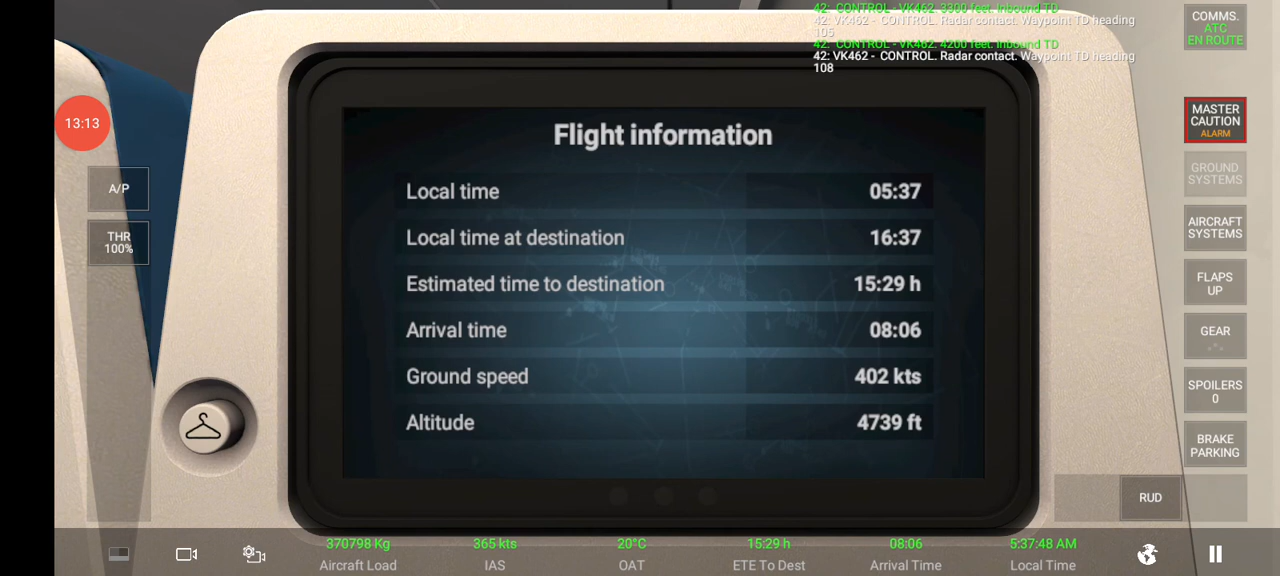 42: CONTROL - VK462. 3300 feet. Inbound TD
42: VK462 - CONTROL. Radar contact. Waypoint TD heading
105
42: CONTROL - VK462. 4200 feet. Inbound TD
42: VK462 - CONTROL. Radar contact. Waypoint TD heading
108
COMMS.
ATC
EN ROUTE
13:13
MASTER
CAUTION
ALARM
Flight information
GROUND
SYSTEMS
A/P
Local time 05:37
THR
100%
Local time at destination 16:37
AIRCRAFT
SYSTEMS
Estimated time to destination 15:29 h
FLAPS
UP
Arrival time 08:06
GEAR
Ground speed 402 kts
SPOILERS
0
Altitude 4739 ft
BRAKE
PARKING
RUD
370798 Kg 365 kts 20°C 15:29 h 08:06 5:37:48 AM
Aircraft Load IAS OAT ETE To Dest Arrival Time Local Time